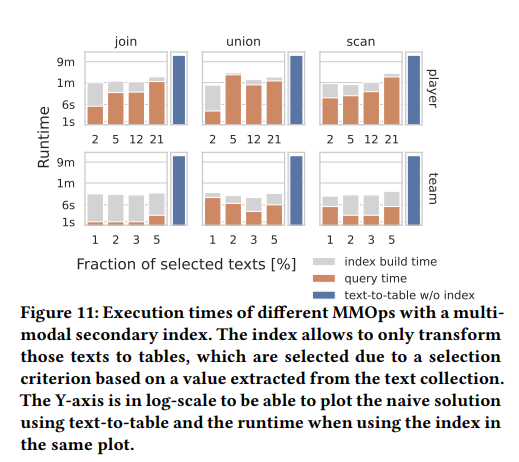 join union scan
Runtime
9m
1m
6s
1s
player
2 5 12 21 2 5 12 21 2 5 12 21
9m
1m
6s
1s
team
1 2 3 5 1 2 3 5 1 2 3 5
Fraction of selected texts [%]
index build time
query time
text-to-table w/o index
Figure 11: Execution times of different MMOps with a multi-
modal secondary index. The index allows to only transform
those texts to tables, which are selected due to a selection
criterion based on a value extracted from the text collection.
The Y-axis is in log-scale to be able to plot the naive solution
using text-to-table and the runtime when using the index in
the same plot.